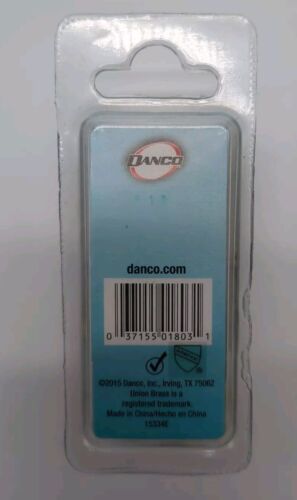 DANCO
danco.com
0 37155 01803 1
©2015 Danco, Inc., Irving, TX 75062
Union Brass is a
registered trademark.
Made in China/Hecho en China
15334E